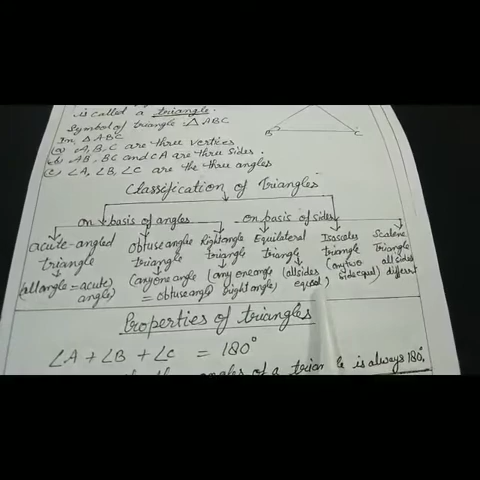 is called a triangle.
Symbol of triangle △ABC
In △ABC
(a) A, B, C are three vertices
(b) AB, BC and CA are three sides.
(c) ∠A, ∠B, ∠C are the three angles
B C
Classification of Triangles
on basis of angles on basis of sides
acute-angled triangle (all angle = acute angle)
obtuse angle triangle (any one angle = obtuse angle)
Right angle triangle (any one angle right angle)
Equilateral Triangle (all sides equal)
Isosceles triangle (any two side equal)
Scalene Triangle all sides different
Properties of triangles
∠A + ∠B + ∠C = 180°
angles of a triangle is always 180°.